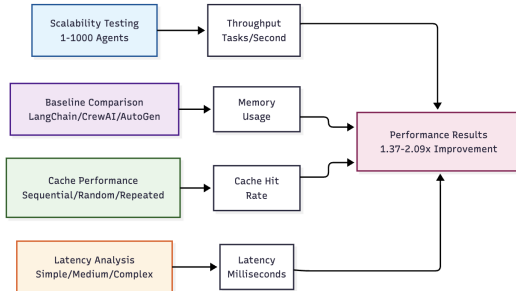 Scalability Testing
1-1000 Agents
Throughput
Tasks/Second
Baseline Comparison
LangChain/CrewAI/AutoGen
Memory
Usage
Performance Results
1.37-2.09x Improvement
Cache Performance
Sequential/Random/Repeated
Cache Hit
Rate
Latency Analysis
Simple/Medium/Complex
Latency
Milliseconds